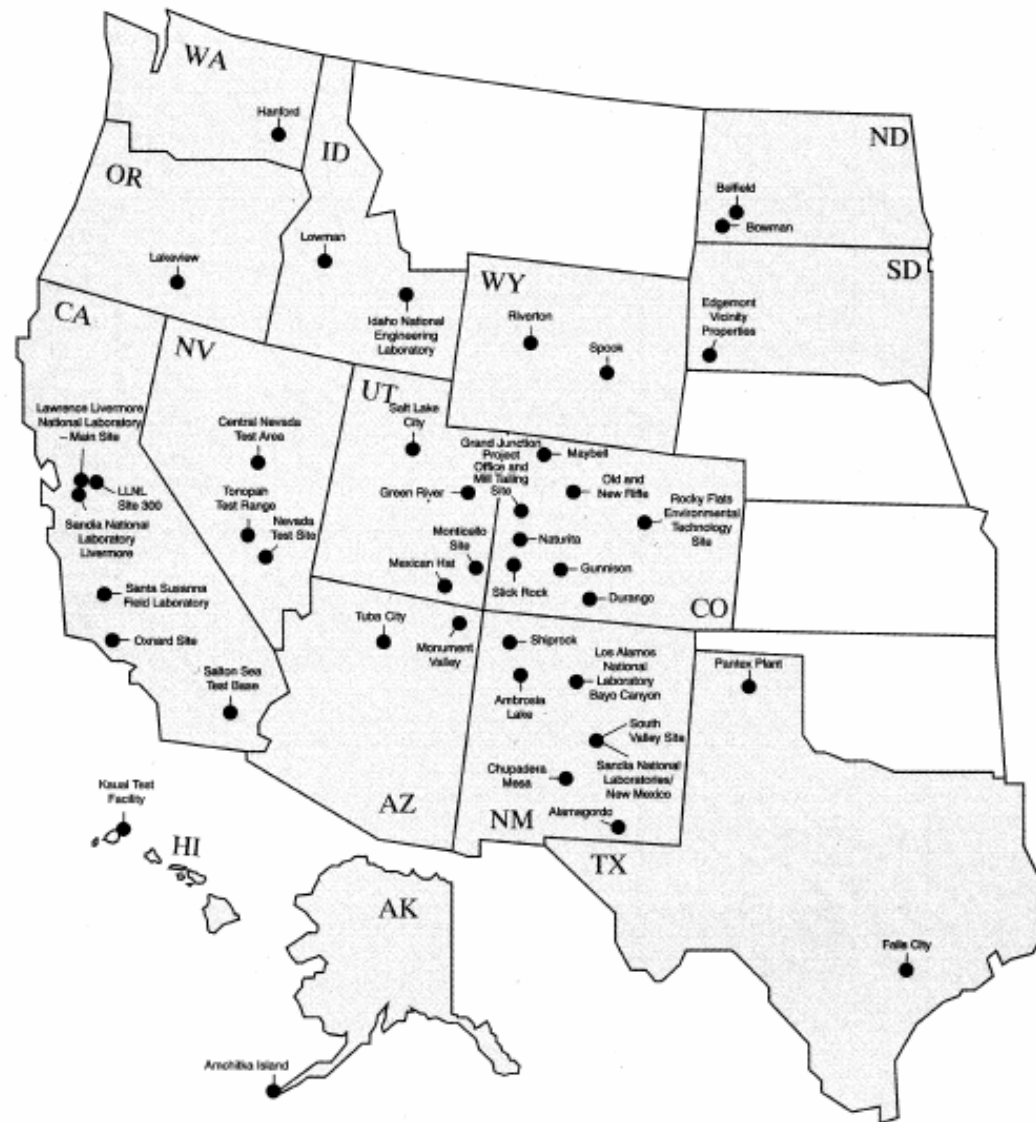 WA
Hanford
ID
OR
Lakeview
Lowman
Idaho National
Engineering
Laboratory
ND
Belfield
Bowman
SD
Edgemont
Vicinity
Properties
WY
Riverton
Spook
CA
Lawrence Livermore
National Laboratory
– Main Site
LLNL
Site 300
Sandia National
Laboratory
Livermore
Santa Susanna
Field Laboratory
Oxnard Site
Salton Sea
Test Base
NV
Central Nevada
Test Area
Tonopah
Test Range
Nevada
Test Site
UT
Salt Lake
City
Green River
Monticello
Site
Mexican Hat
Grand Junction
Project
Office and
Mill Tailing
Site
Maybell
Old and
New Rifle
Rocky Flats
Environmental
Technology
Site
Naturita
Gunnison
Slick Rock
Durango
CO
Tuba City
Monument
Valley
AZ
Shiprock
Los Alamos
National
Laboratory
Bayo Canyon
Ambrosia
Lake
South
Valley Site
Sandia National
Laboratories/
New Mexico
Chupadera
Mesa
Alamagordo
NM
Pantex Plant
TX
Falls City
Kauai Test
Facility
HI
AK
Amchitka Island